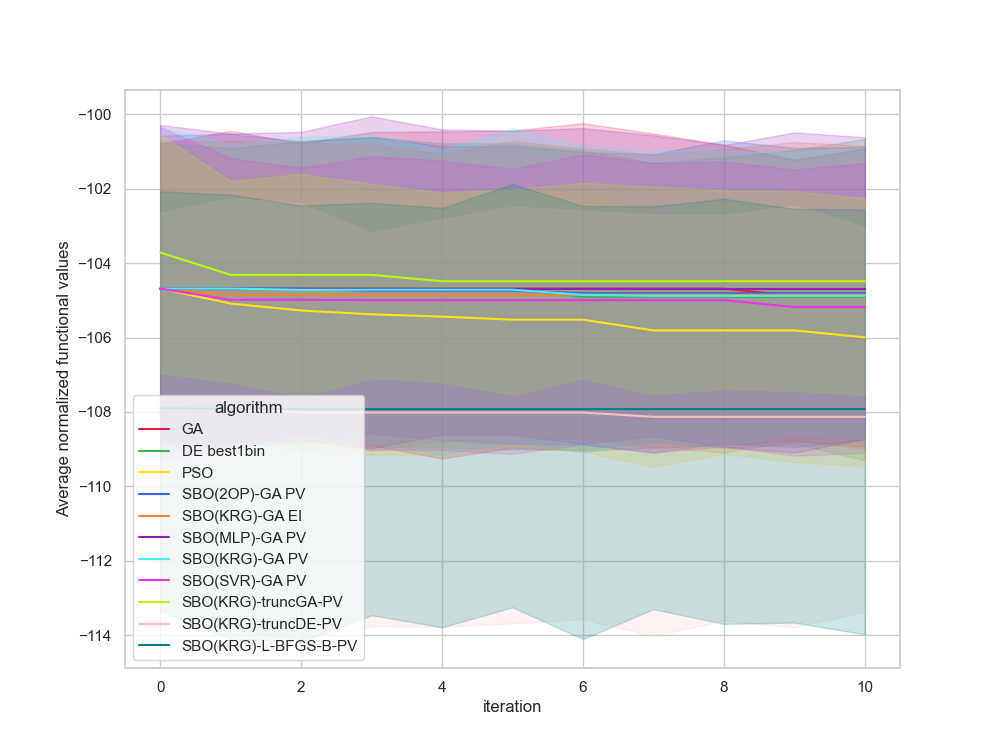 Average normalized functional values
−100
−102
−104
−106
−108
−110
−112
−114
algorithm
GA
DE best1bin
PSO
SBO(2OP)-GA PV
SBO(KRG)-GA EI
SBO(MLP)-GA PV
SBO(KRG)-GA PV
SBO(SVR)-GA PV
SBO(KRG)-truncGA-PV
SBO(KRG)-truncDE-PV
SBO(KRG)-L-BFGS-B-PV
0 2 4 6 8 10
iteration